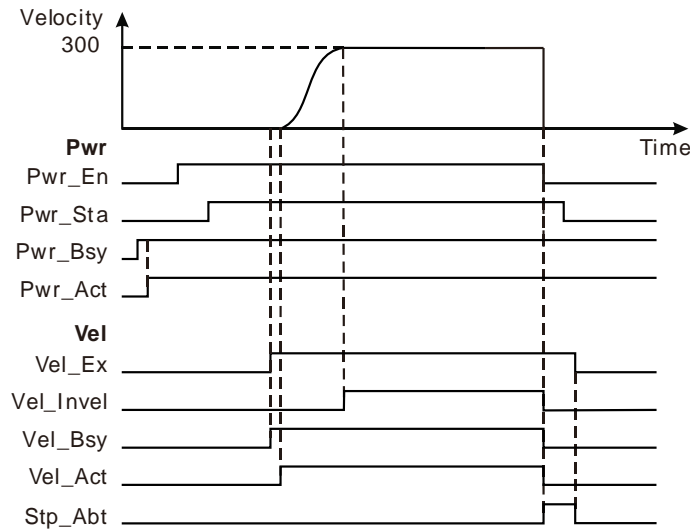 Velocity
300
Time
Pwr
Pwr_En
Pwr_Sta
Pwr_Bsy
Pwr_Act
Vel
Vel_Ex
Vel_Invel
Vel_Bsy
Vel_Act
Stp_Abt